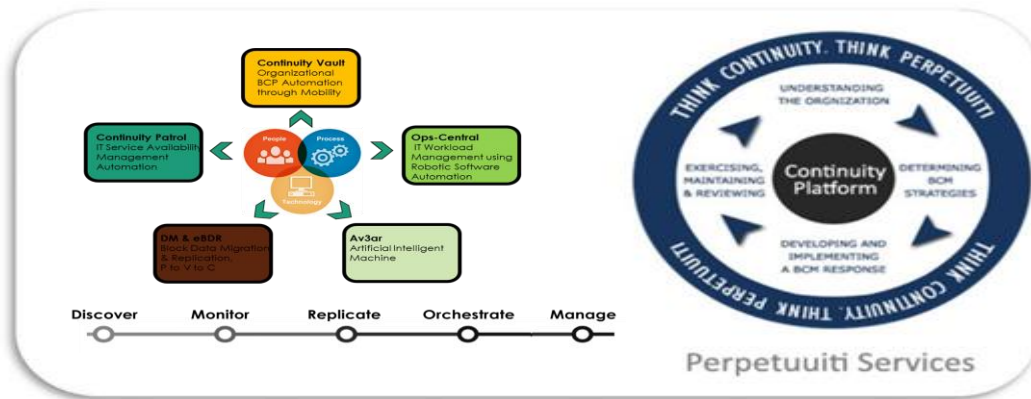 Continuity Vault
Organizational
BCP Automation
through Mobility
Continuity Patrol
IT Service Availability
Management
Automation
People
Process
Technology
Ops-Central
IT Workload
Management using
Robotic Software
Automation
DM & eBDR
Block Data Migration
& Replication,
P to V to C
Av3ar
Artificial Intelligent
Machine
Discover
Monitor
Replicate
Orchestrate
Manage
THINK CONTINUITY. THINK PERPETUUITI
UNDERSTANDING
THE ORGNIZATION
EXERCISING,
MAINTAINING
& REVIEWING
Continuity
Platform
DETERMINING
BCM
STRATEGIES
DEVELOPING AND
IMPLEMENTING
A BCM RESPONSE
THINK CONTINUITY. THINK PERPETUUITI
Perpetuuiti Services